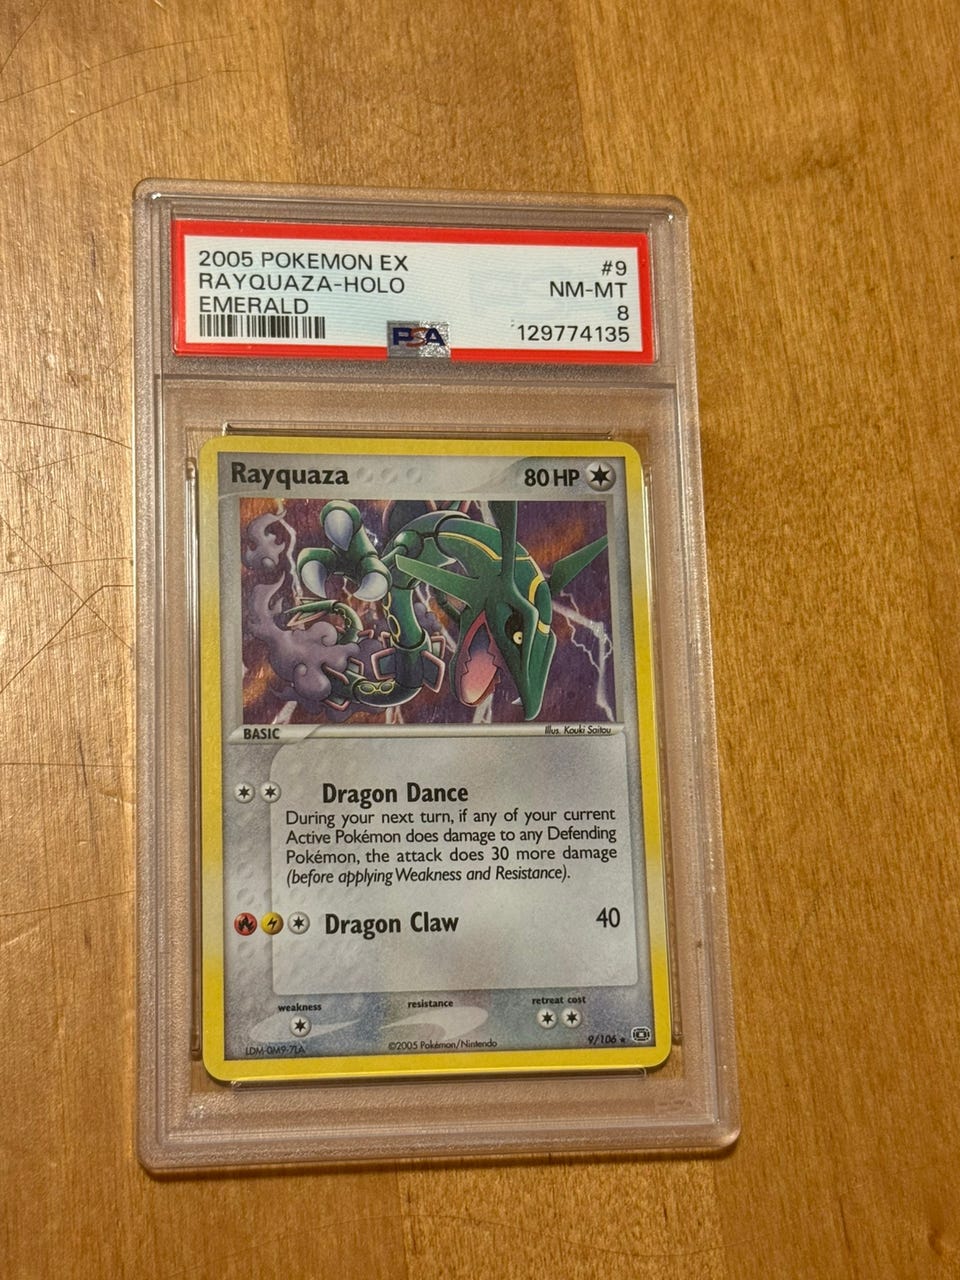 2005 POKEMON EX #9
RAYQUAZA-HOLO NM-MT
EMERALD 8
PSA 129774135
Rayquaza 80 HP
BASIC Illus. Kouki Saitou
Dragon Dance
During your next turn, if any of your current
Active Pokémon does damage to any Defending
Pokémon, the attack does 30 more damage
(before applying Weakness and Resistance).
Dragon Claw 40
weakness resistance retreat cost
LDM-0M9-7LA ©2005 Pokémon/Nintendo 9/106 ★